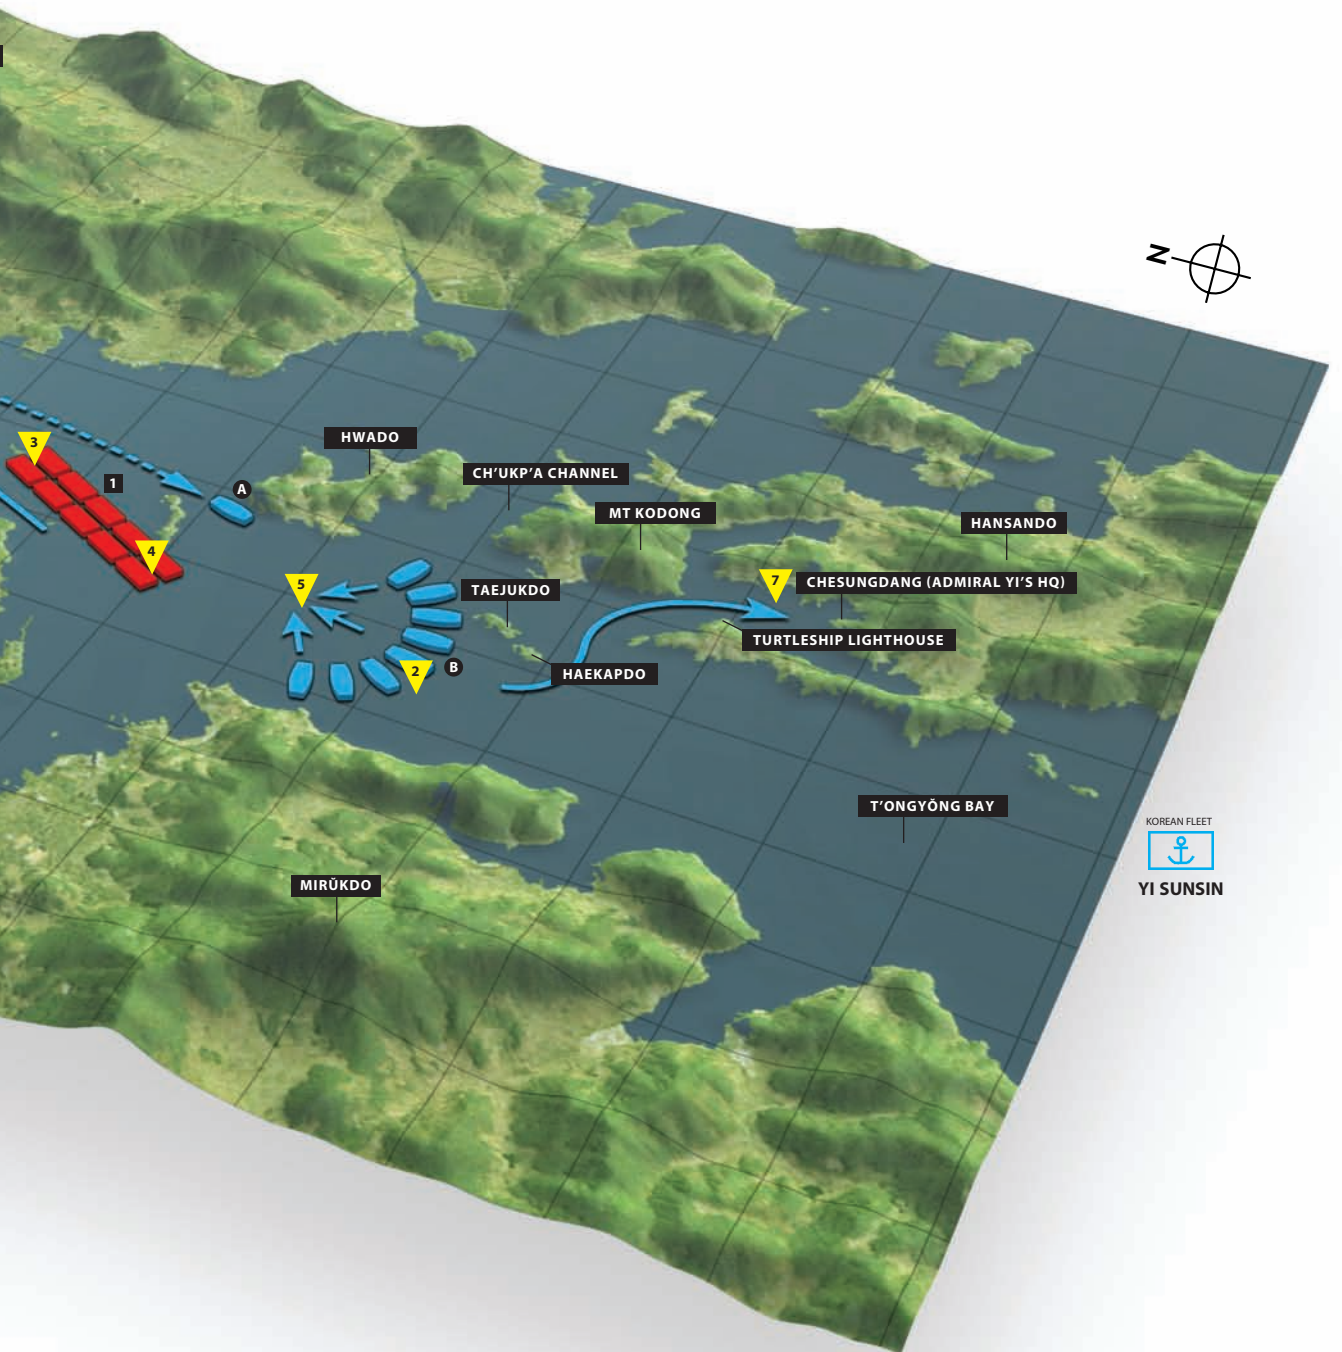 N
3
HWADO
CH'UKP'A CHANNEL
1
A
MT KODONG
HANSANDO
4
5
7
CHESUNGDANG (ADMIRAL YI'S HQ)
TAEJUKDO
TURTLESHIP LIGHTHOUSE
2
B
HAEKAPDO
T'ONGYŎNG BAY
KOREAN FLEET
YI SUNSIN
MIRŬKDO